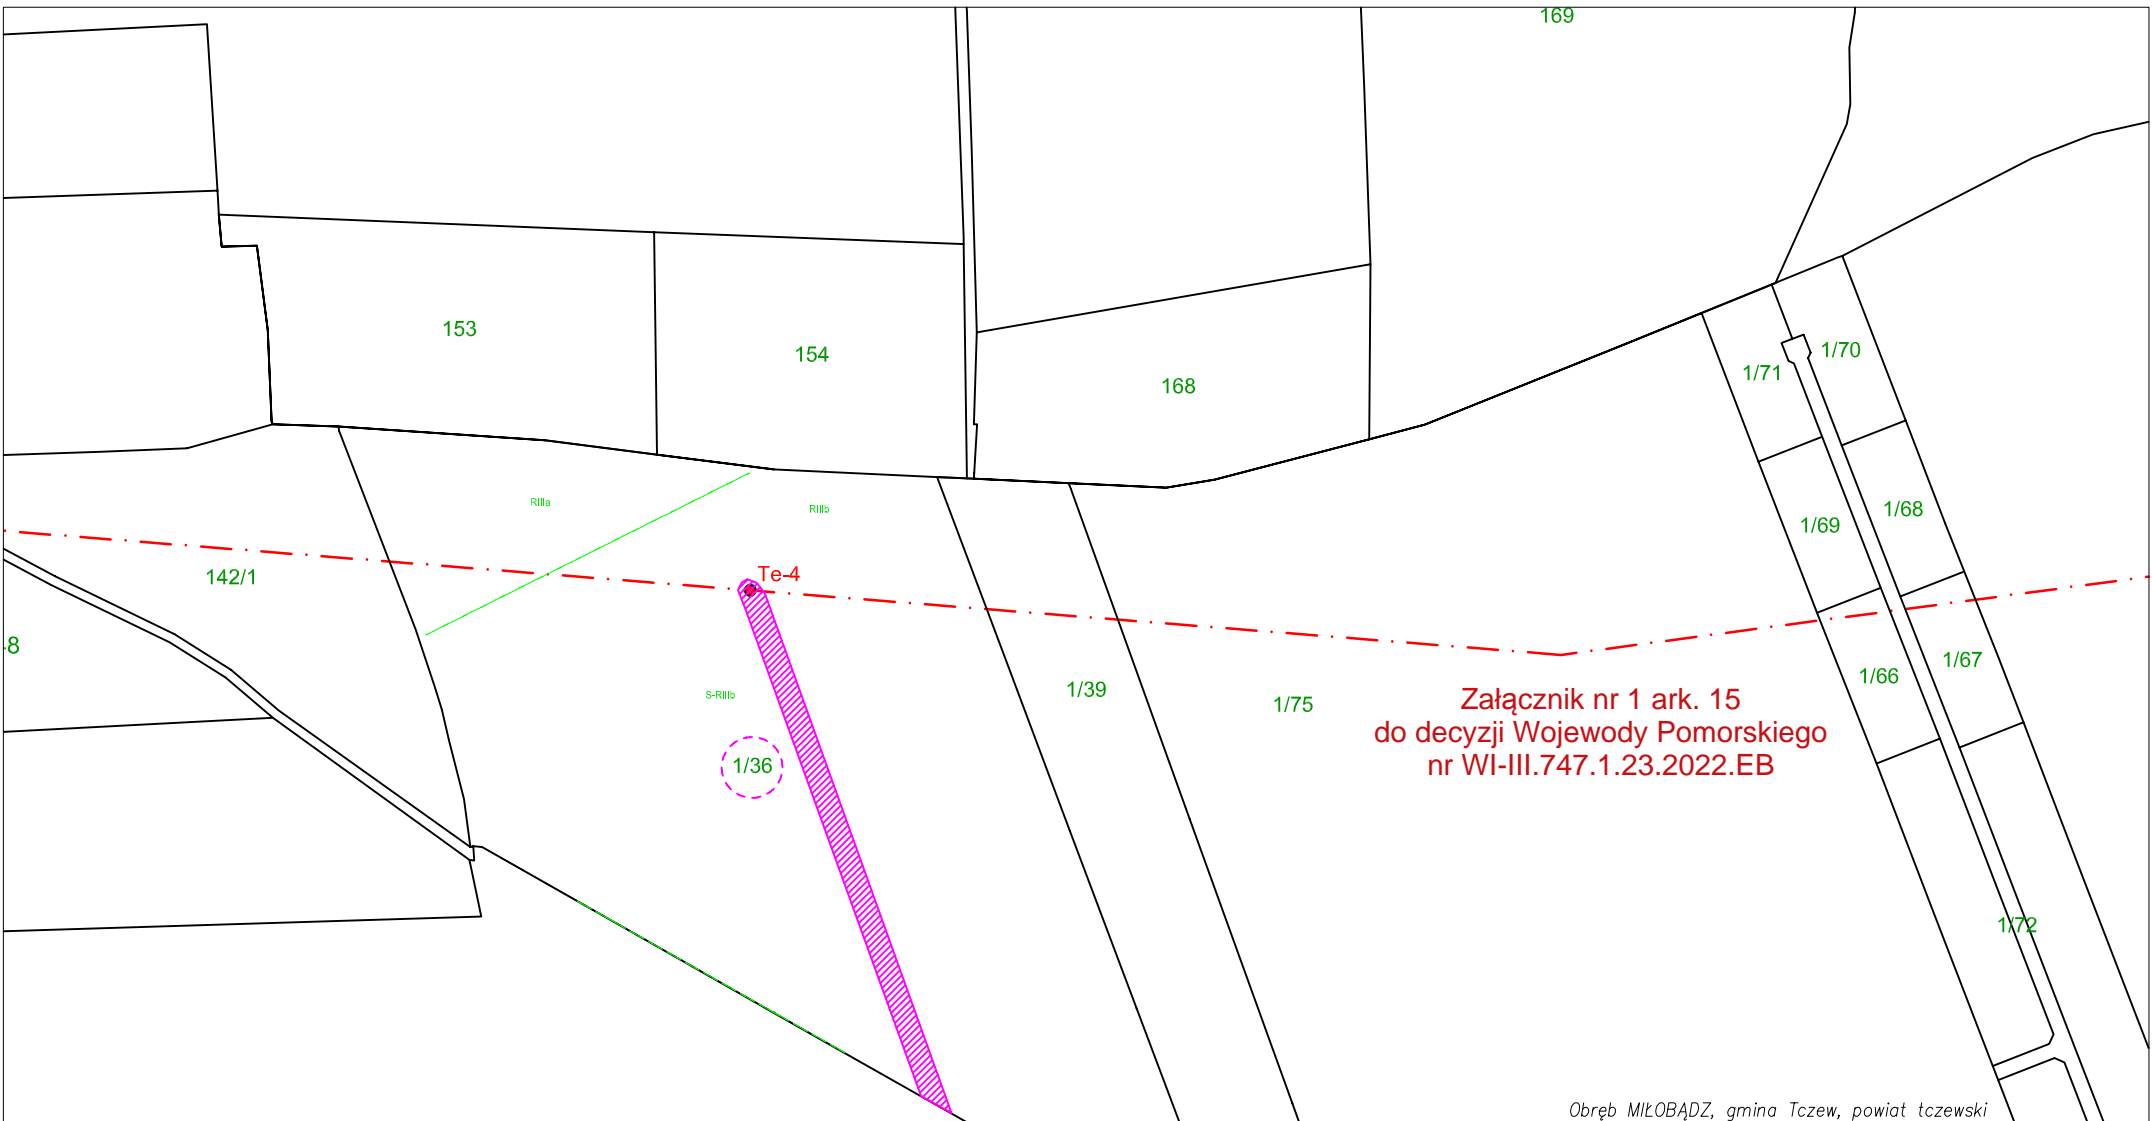 169
153
154
168
1/71
1/70
RIIIa
RIIIb
1/69
1/68
142/1
Te-4
8
1/39
1/75
1/66
1/67
S-RIIIb
1/36
Załącznik nr 1 ark. 15
do decyzji Wojewody Pomorskiego
nr WI-III.747.1.23.2022.EB
1/72
Obręb MIŁOBĄDZ, gmina Tczew, powiat tczewski